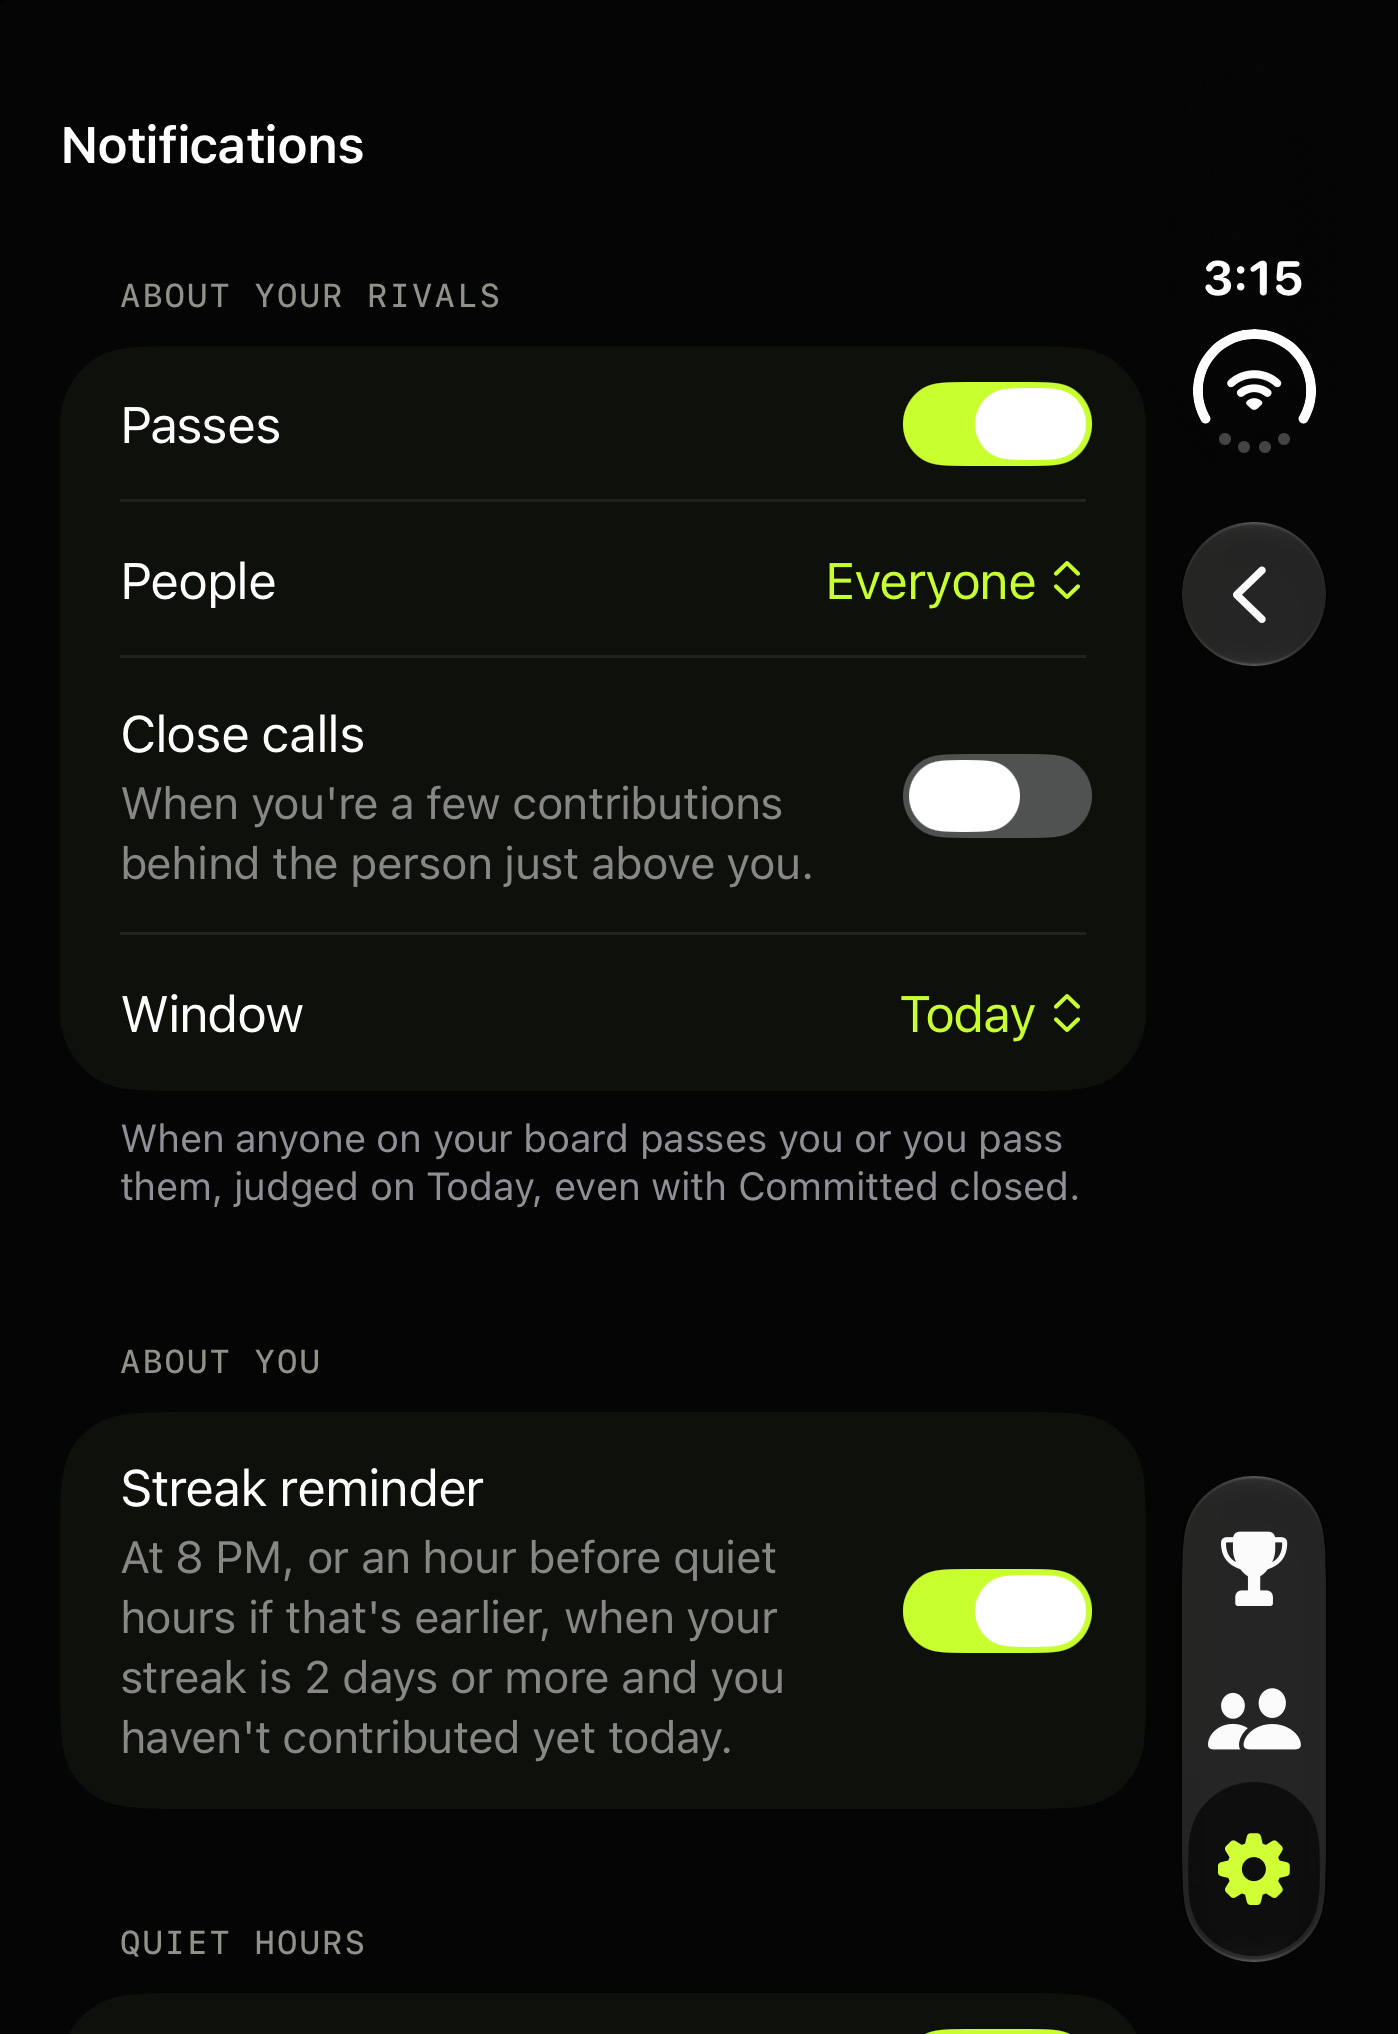 Notifications
3:15
ABOUT YOUR RIVALS
Passes
People
Everyone
Close calls
When you're a few contributions
behind the person just above you.
Window
Today
When anyone on your board passes you or you pass
them, judged on Today, even with Committed closed.
ABOUT YOU
Streak reminder
At 8 PM, or an hour before quiet
hours if that's earlier, when your
streak is 2 days or more and you
haven't contributed yet today.
QUIET HOURS